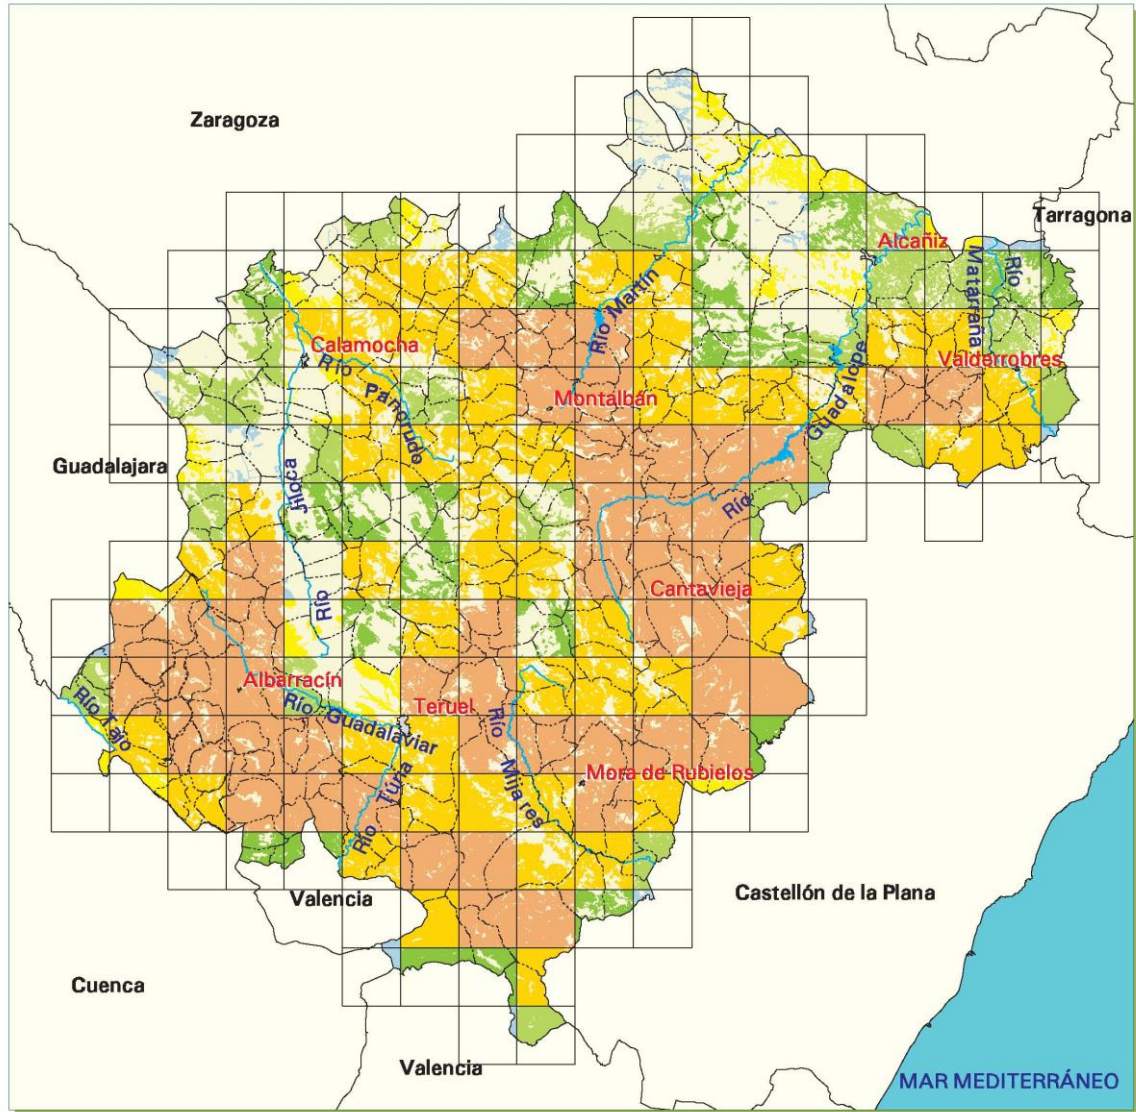 Zaragoza
Tarragona
Alcañiz
Río
Matarraña
Río Martín
Calamocha
Río Pancrudo
Valderrobres
Montalbán
Guadalope
Río
Guadalajara
Jiloca
Río
Cantavieja
Albarracín
Río Guadalaviar
Teruel
Río Tajo
Río
Mijares
Mora de Rubielos
Río Túria
Valencia
Castellón de la Plana
Cuenca
Valencia
MAR MEDITERRÁNEO